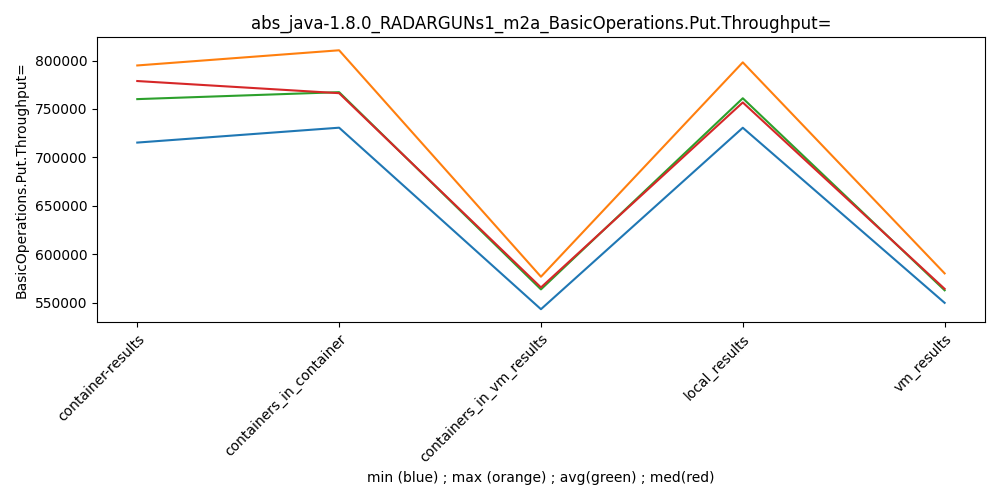 abs_java-1.8.0_RADARGUNs1_m2a_BasicOperations.Put.Throughput=
BasicOperations.Put.Throughput=
800000
750000
700000
650000
600000
550000
container-results
containers_in_container
containers_in_vm_results
local_results
vm_results
min (blue) ; max (orange) ; avg(green) ; med(red)